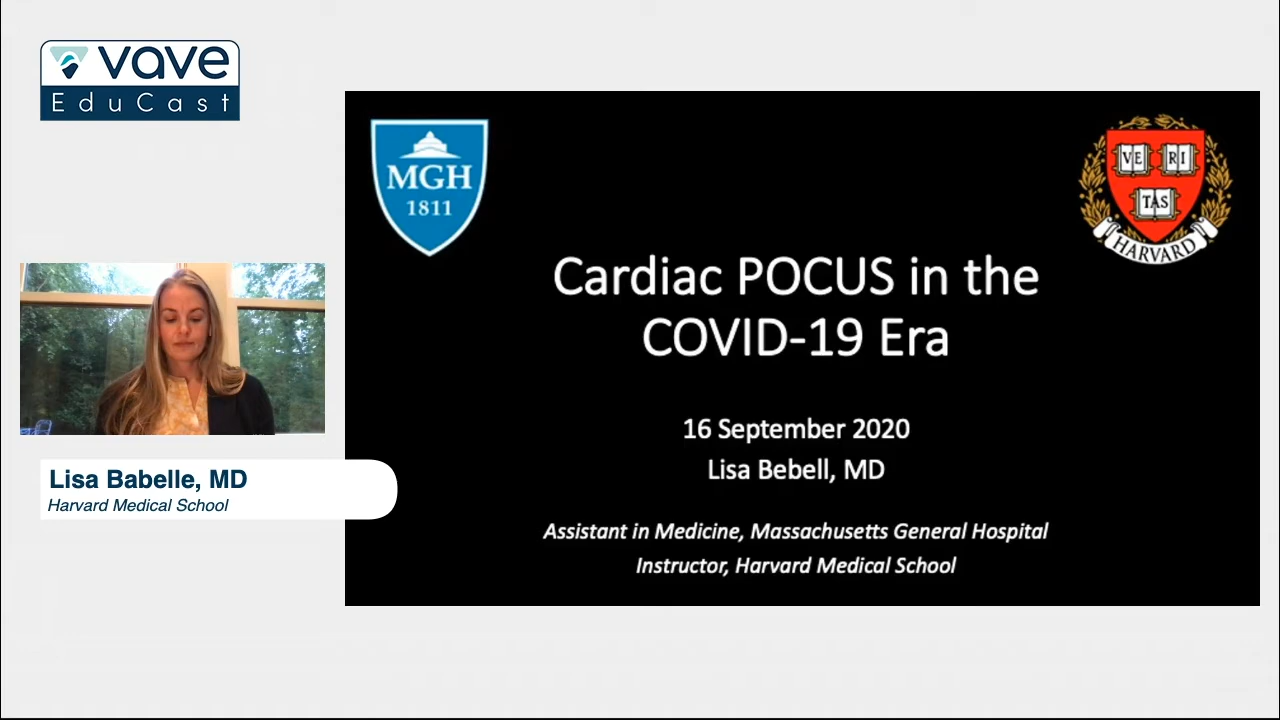 vave
EduCast
MGH
1811
VE RI
TAS
HARVARD
Cardiac POCUS in the
COVID-19 Era
16 September 2020
Lisa Bebell, MD
Assistant in Medicine, Massachusetts General Hospital
Instructor, Harvard Medical School
Lisa Babelle, MD
Harvard Medical School